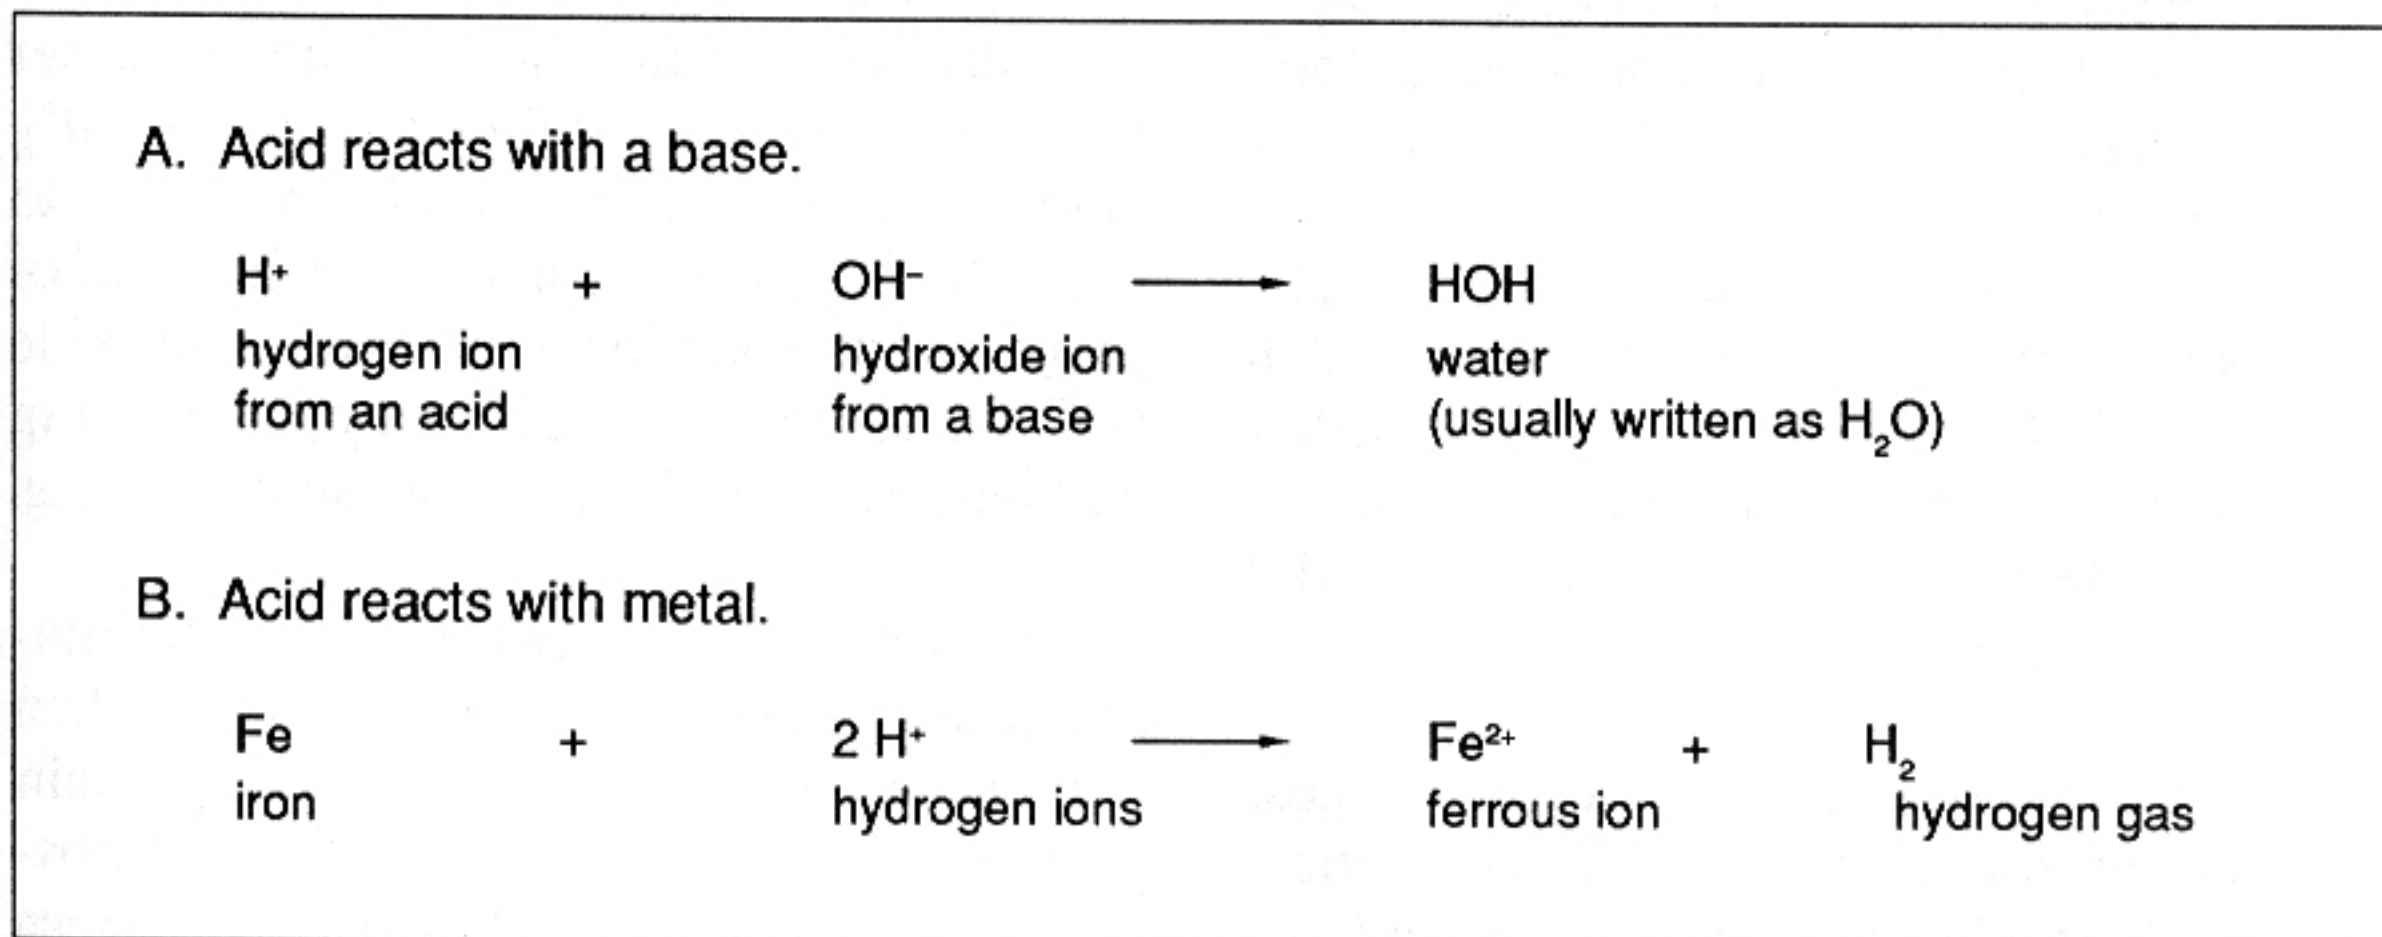 A. Acid reacts with a base.
H⁺ + OH⁻ ⟶ HOH
hydrogen ion hydroxide ion water
from an acid from a base (usually written as H₂O)
B. Acid reacts with metal.
Fe + 2 H⁺ ⟶ Fe²⁺ + H₂
iron hydrogen ions ferrous ion hydrogen gas